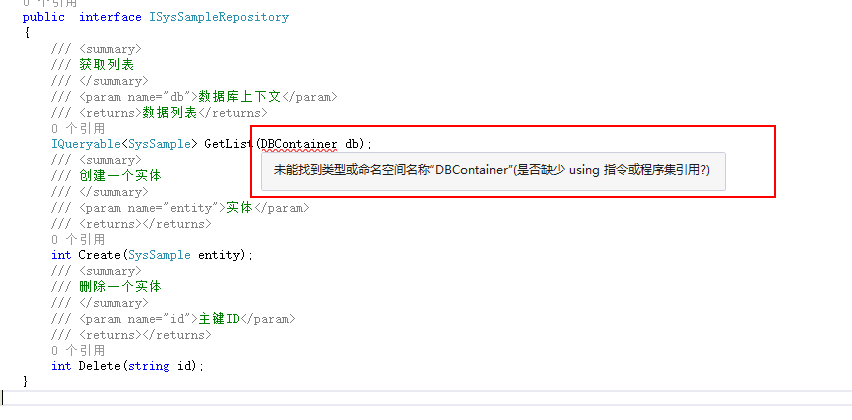 0 个引用
public  interface ISysSampleRepository
{
/// <summary>
/// 获取列表
/// </summary>
/// <param name="db">数据库上下文</param>
/// <returns>数据列表</returns>
0 个引用
IQueryable<SysSample> GetList(DBContainer db);
未能找到类型或命名空间名称“DBContainer”(是否缺少 using 指令或程序集引用?)
/// <summary>
/// 创建一个实体
/// </summary>
/// <param name="entity">实体</param>
/// <returns></returns>
0 个引用
int Create(SysSample entity);
/// <summary>
/// 删除一个实体
/// </summary>
/// <param name="id">主键ID</param>
/// <returns></returns>
0 个引用
int Delete(string id);
}